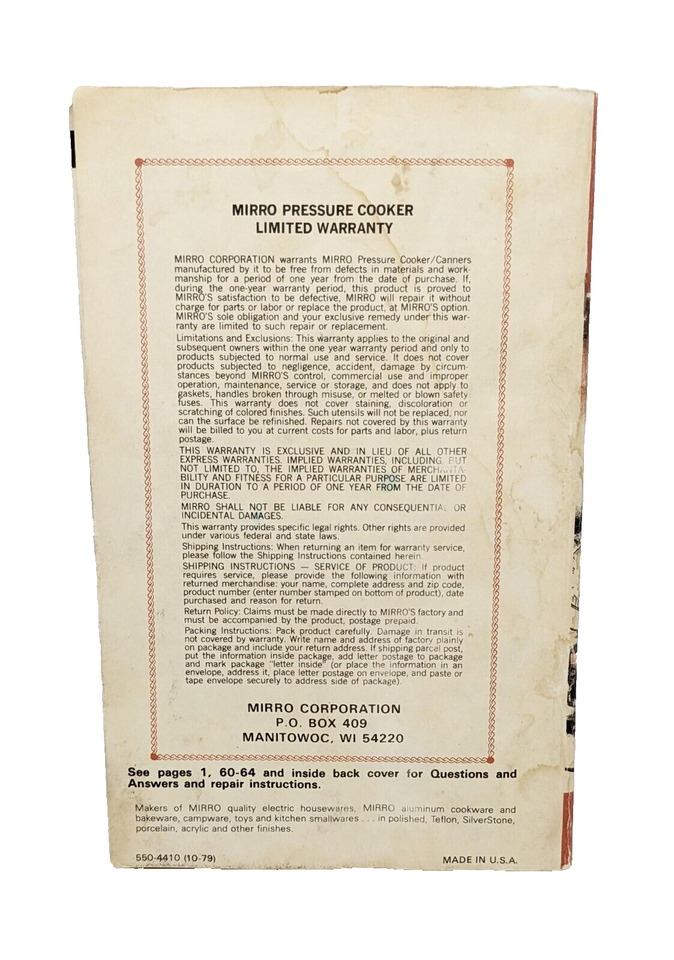 MIRRO PRESSURE COOKER
LIMITED WARRANTY
MIRRO CORPORATION warrants MIRRO Pressure Cooker/Canners
manufactured by it to be free from defects in materials and work-
manship for a period of one year from the date of purchase. If,
during the one-year warranty period, this product is proved to
MIRRO'S satisfaction to be defective, MIRRO will repair it without
charge for parts or labor or replace the product, at MIRRO'S option.
MIRRO'S sole obligation and your exclusive remedy under this war-
ranty are limited to such repair or replacement.
Limitations and Exclusions: This warranty applies to the original and
subsequent owners within the one year warranty period and only to
products subjected to normal use and service. It does not cover
products subjected to negligence, accident, damage by circum-
stances beyond MIRRO'S control, commercial use and improper
operation, maintenance, service or storage, and does not apply to
gaskets, handles broken through misuse, or melted or blown safety
fuses. This warranty does not cover staining, discoloration or
scratching of colored finishes. Such utensils will not be replaced, nor
can the surface be refinished. Repairs not covered by this warranty
will be billed to you at current costs for parts and labor, plus return
postage.
THIS WARRANTY IS EXCLUSIVE AND IN LIEU OF ALL OTHER
EXPRESS WARRANTIES. IMPLIED WARRANTIES, INCLUDING, BUT
NOT LIMITED TO, THE IMPLIED WARRANTIES OF MERCHANTA-
BILITY AND FITNESS FOR A PARTICULAR PURPOSE ARE LIMITED
IN DURATION TO A PERIOD OF ONE YEAR FROM THE DATE OF
PURCHASE.
MIRRO SHALL NOT BE LIABLE FOR ANY CONSEQUENTIAL OR
INCIDENTAL DAMAGES.
This warranty provides specific legal rights. Other rights are provided
under various federal and state laws.
Shipping Instructions: When returning an item for warranty service,
please follow the Shipping Instructions contained herein.
SHIPPING INSTRUCTIONS — SERVICE OF PRODUCT: If product
requires service, please provide the following information with
returned merchandise: your name, complete address and zip code,
product number (enter number stamped on bottom of product), date
purchased and reason for return.
Return Policy: Claims must be made directly to MIRRO'S factory and
must be accompanied by the product, postage prepaid.
Packing Instructions: Pack product carefully. Damage in transit is
not covered by warranty. Write name and address of factory plainly
on package and include your return address. If shipping parcel post,
put the information inside package, add letter postage to package
and mark package "letter inside" (or place the information in an
envelope, address it, place letter postage on envelope, and paste or
tape envelope securely to address side of package).
MIRRO CORPORATION
P.O. BOX 409
MANITOWOC, WI 54220
See pages 1, 60-64 and inside back cover for Questions and
Answers and repair instructions.
Makers of MIRRO quality electric housewares, MIRRO aluminum cookware and
bakeware, campware, toys and kitchen smallwares . . . in polished, Teflon, SilverStone,
porcelain, acrylic and other finishes.
550-4410 (10-79)
MADE IN U.S.A.